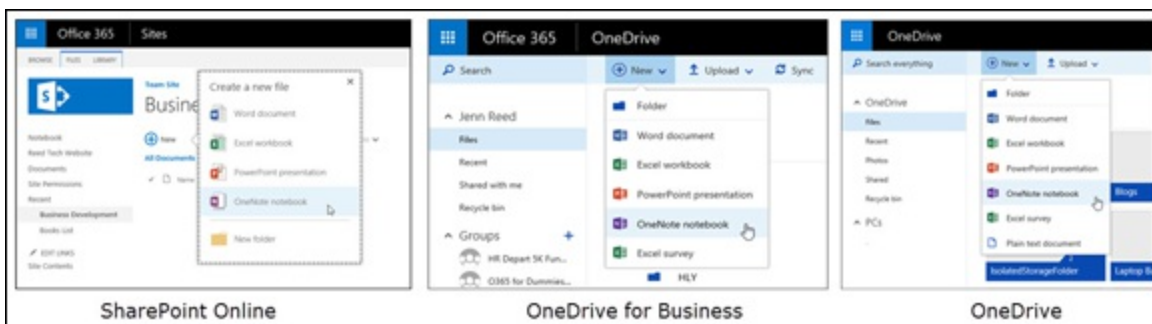 Office 365 Sites
BROWSE FILES LIBRARY
S
Team Site
Busine
New
All Documents
Name
Notebook
Reed Tech Website
Documents
Site Permissions
Recent
Business Development
Books List
EDIT LINKS
Site Contents
Create a new file
Word document
Excel workbook
PowerPoint presentation
OneNote notebook
New folder
SharePoint Online
Office 365 OneDrive
Search
New Upload Sync
Jenn Reed
Files
Recent
Shared with me
Recycle bin
Groups
HR Depart 5K Fun...
O365 for Dummies...
Folder
Word document
Excel workbook
PowerPoint presentation
OneNote notebook
Excel survey
HLY
OneDrive for Business
OneDrive
Search everything
New Upload
OneDrive
Files
Recent
Photos
Shared
Recycle bin
PCs
Folder
Word document
Excel workbook
PowerPoint presentation
OneNote notebook
Excel survey
Plain text document
Blogs
2
IsolatedStorageFolder
Laptop B
OneDrive